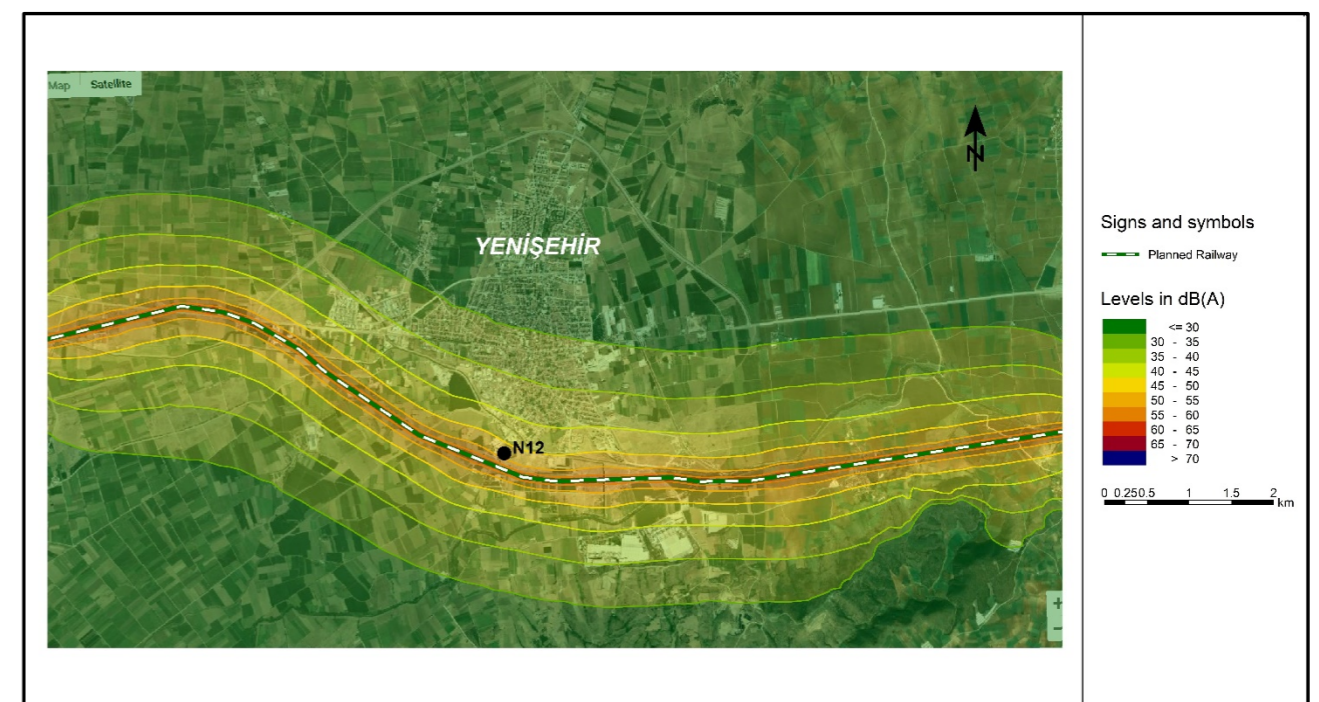 Map Satellite
N
YENİŞEHİR
N12
Signs and symbols
Planned Railway
Levels in dB(A)
<= 30
30 - 35
35 - 40
40 - 45
45 - 50
50 - 55
55 - 60
60 - 65
65 - 70
> 70
0 0.250.5 1 1.5 2
km
+
−